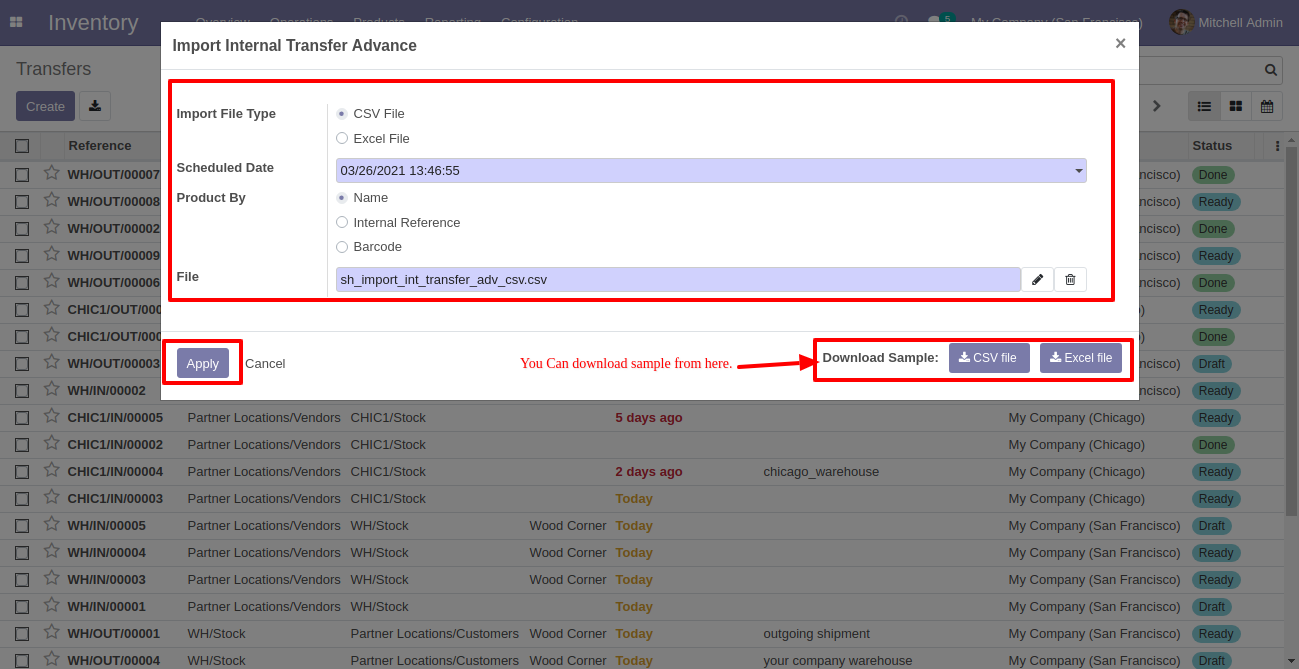 Inventory Overview Operations Products Reporting Configuration 5 My Company (San Francisco) Mitchell Admin
Import Internal Transfer Advance ×
Transfers
Create
Import File Type CSV File
Excel File
Scheduled Date 03/26/2021 13:46:55
Product By Name
Internal Reference
Barcode
File sh_import_int_transfer_adv_csv.csv
Apply Cancel You Can download sample from here. Download Sample: CSV file Excel file
Reference Status
WH/OUT/00007 ncisco) Done
WH/OUT/00008 ncisco) Ready
WH/OUT/00002 ncisco) Done
WH/OUT/00009 ncisco) Ready
WH/OUT/00006 ncisco) Done
CHIC1/OUT/000 ) Ready
CHIC1/OUT/000 ) Done
WH/OUT/00003 ncisco) Draft
WH/IN/00002 ncisco) Ready
CHIC1/IN/00005 Partner Locations/Vendors CHIC1/Stock 5 days ago My Company (Chicago) Ready
CHIC1/IN/00002 Partner Locations/Vendors CHIC1/Stock My Company (Chicago) Done
CHIC1/IN/00004 Partner Locations/Vendors CHIC1/Stock 2 days ago chicago_warehouse My Company (Chicago) Ready
CHIC1/IN/00003 Partner Locations/Vendors CHIC1/Stock Today My Company (Chicago) Ready
WH/IN/00005 Partner Locations/Vendors WH/Stock Wood Corner Today My Company (San Francisco) Draft
WH/IN/00004 Partner Locations/Vendors WH/Stock Wood Corner Today My Company (San Francisco) Ready
WH/IN/00003 Partner Locations/Vendors WH/Stock Wood Corner Today My Company (San Francisco) Ready
WH/IN/00001 Partner Locations/Vendors WH/Stock Today My Company (San Francisco) Draft
WH/OUT/00001 WH/Stock Partner Locations/Customers Wood Corner Today outgoing shipment My Company (San Francisco) Ready
WH/OUT/00004 WH/Stock Partner Locations/Customers Wood Corner Today your company warehouse My Company (San Francisco) Draft